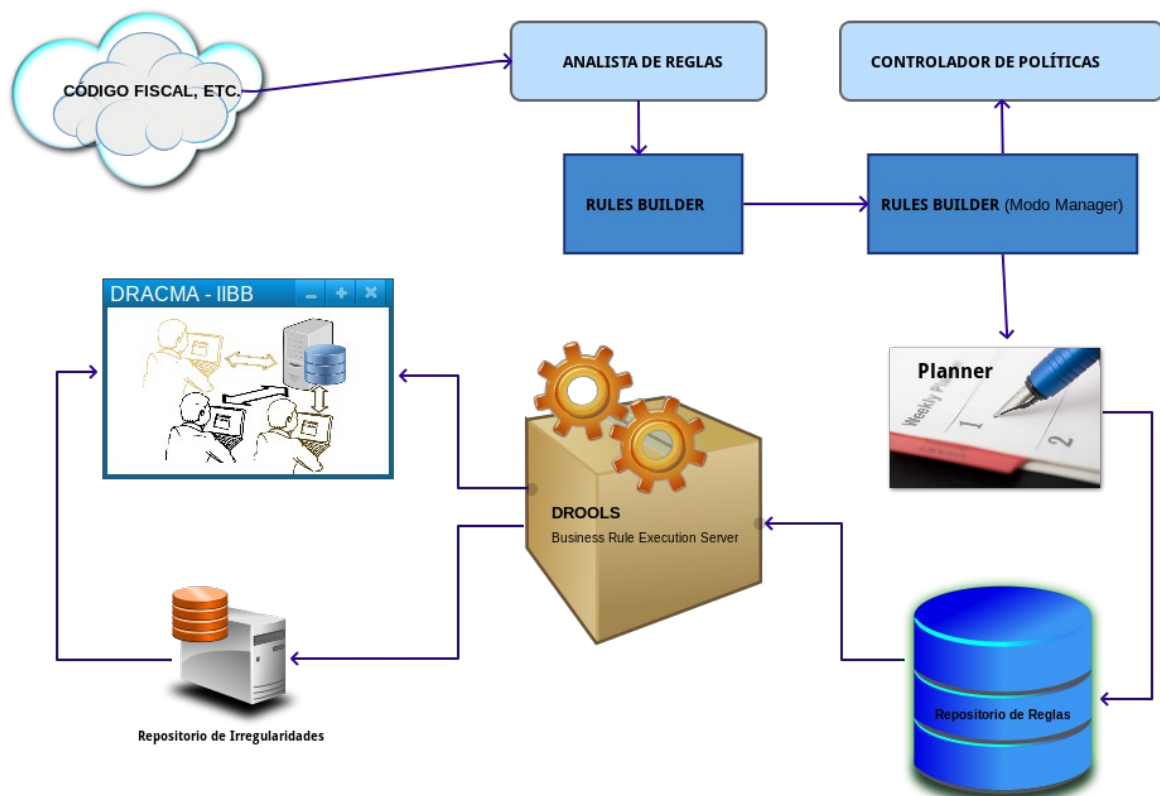 CÓDIGO FISCAL, ETC.
ANALISTA DE REGLAS
CONTROLADOR DE POLÍTICAS
RULES BUILDER
RULES BUILDER (Modo Manager)
DRACMA - IIBB
Planner
1
2
DROOLS
Business Rule Execution Server
Repositorio de Reglas
Repositorio de Irregularidades